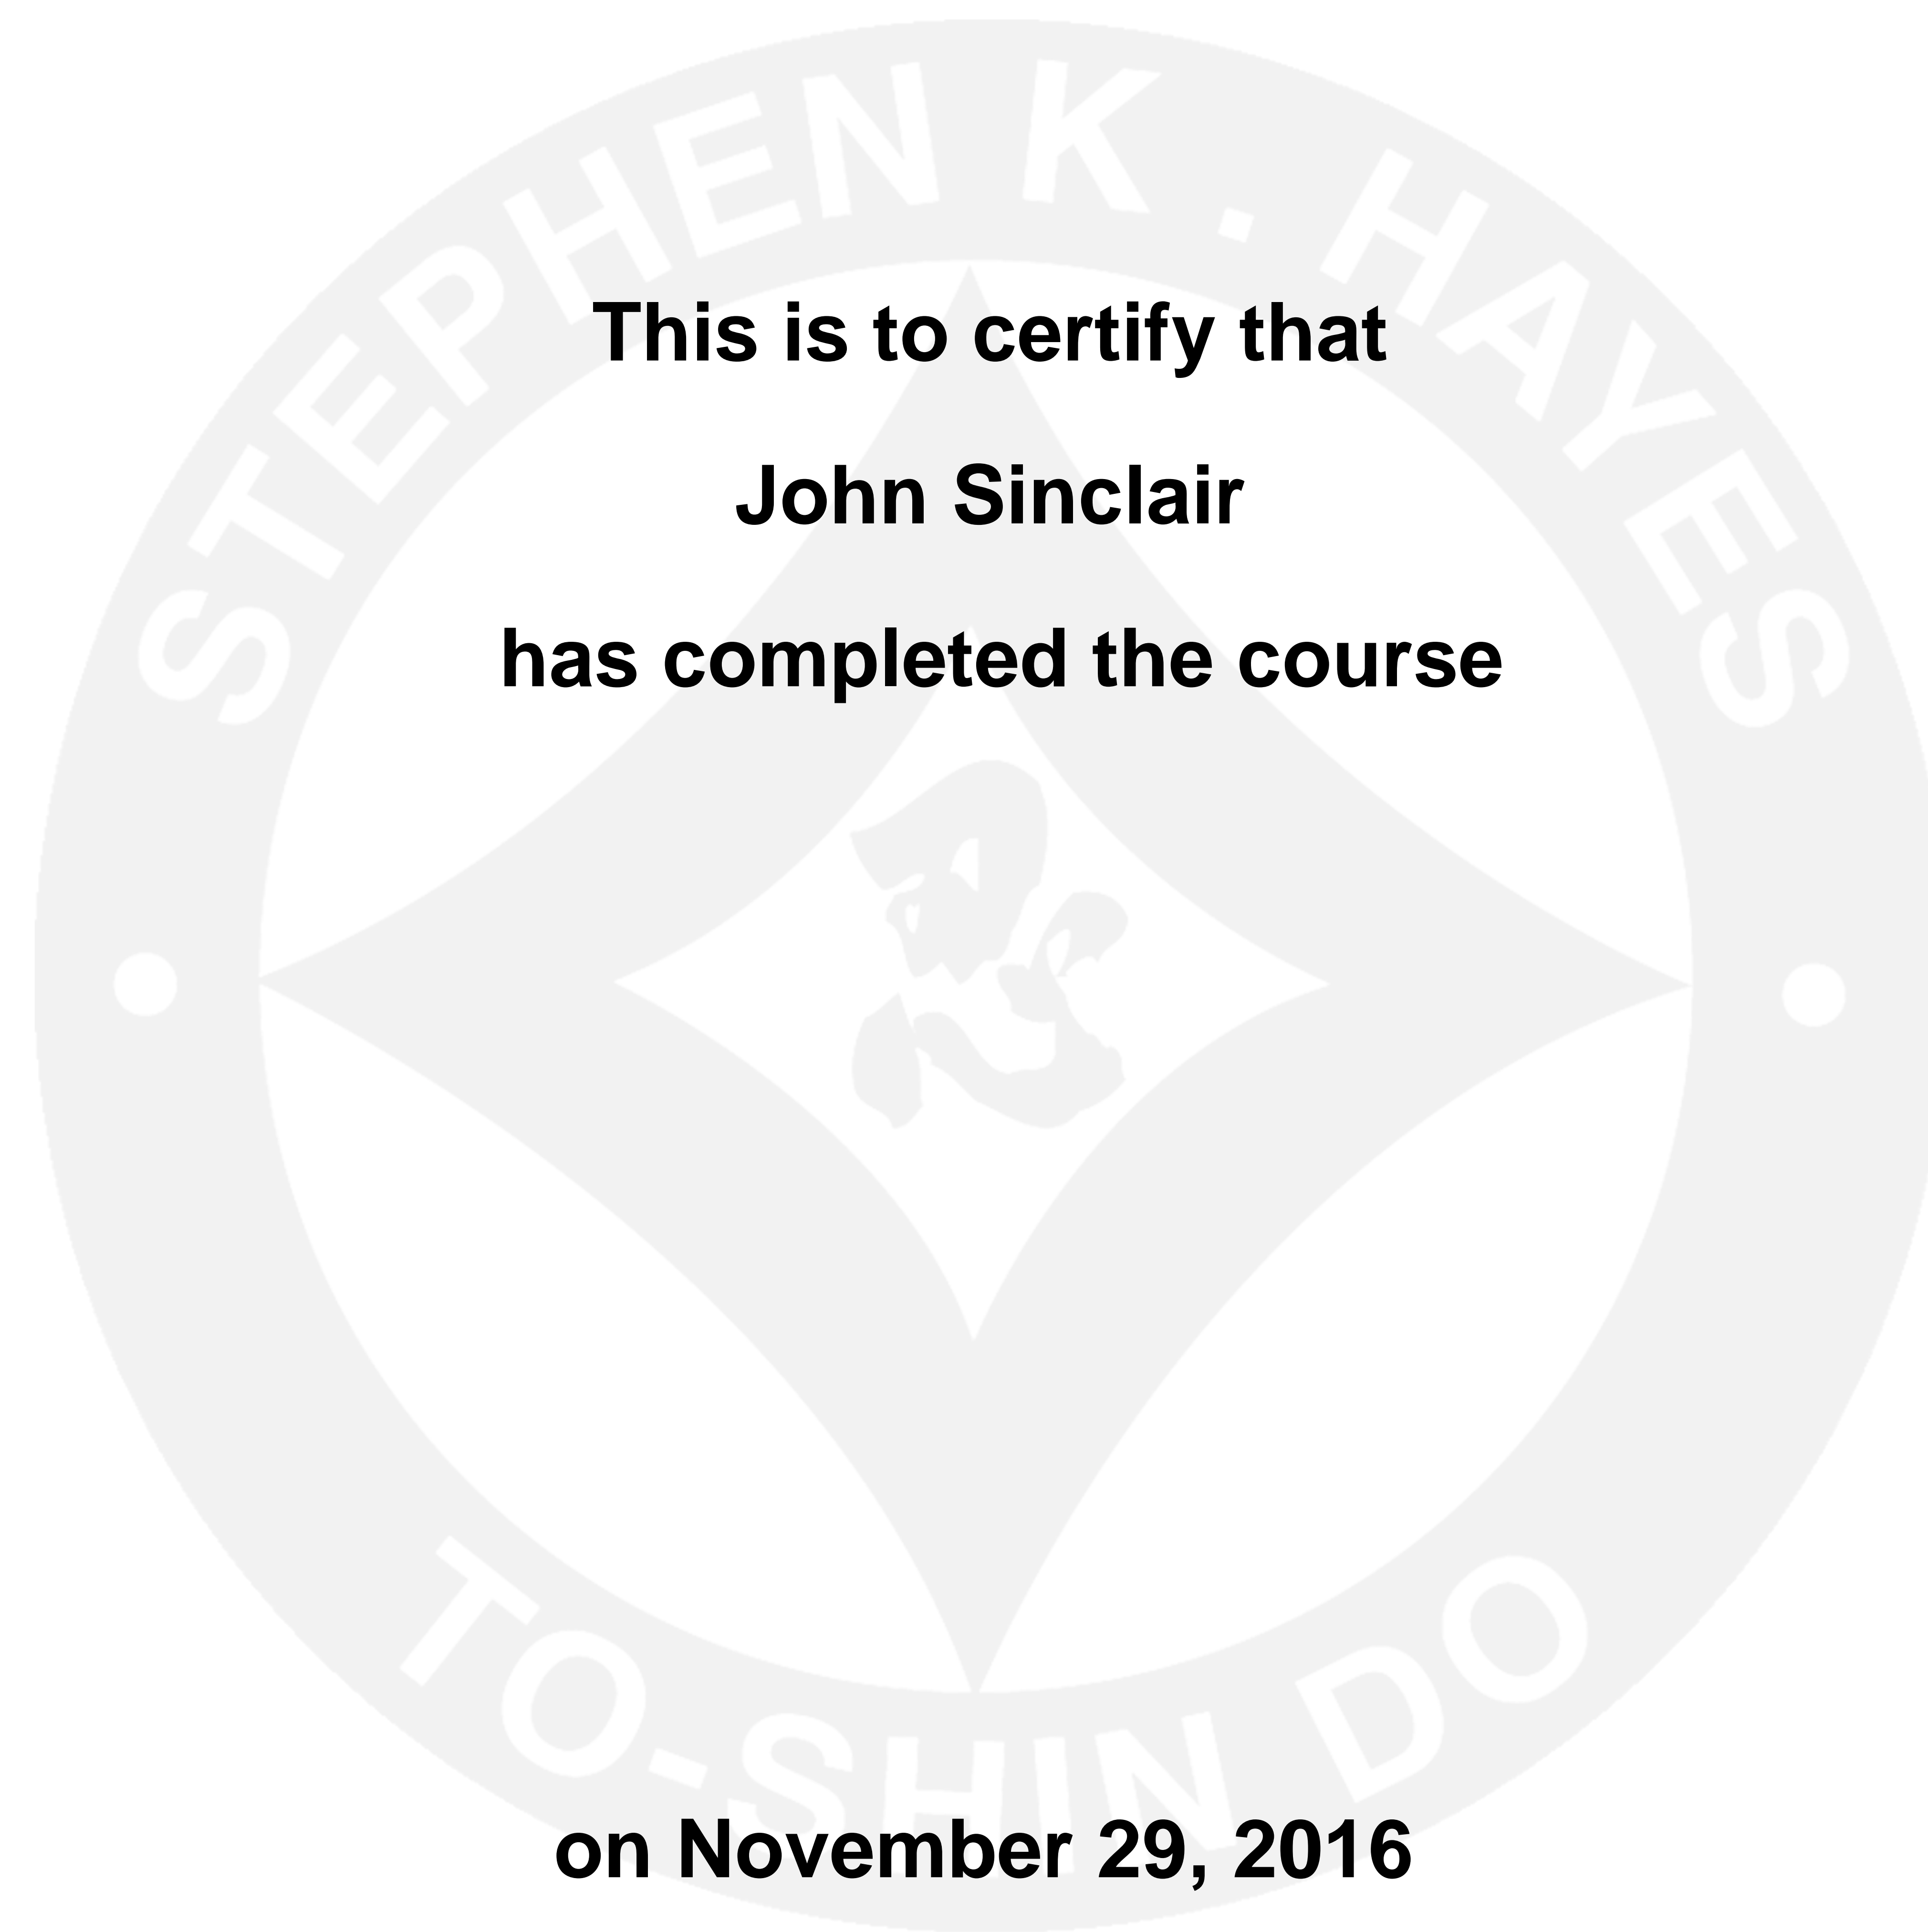 STEPHEN K. HAYES
This is to certify that
John Sinclair
has completed the course
忍
TO-SHIN DO
on November 29, 2016